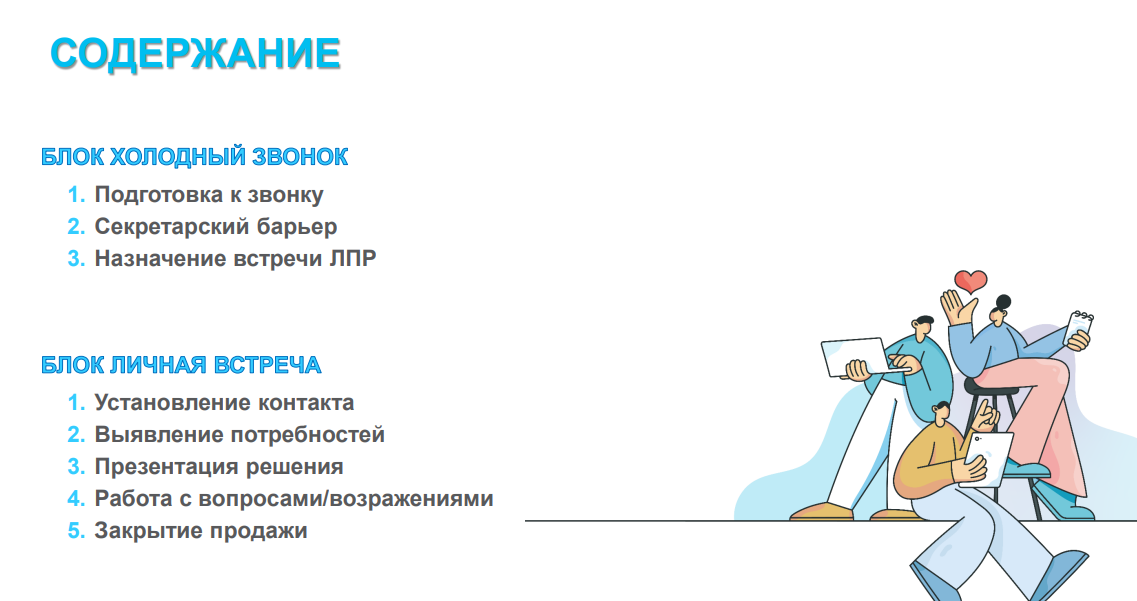 СОДЕРЖАНИЕ
БЛОК ХОЛОДНЫЙ ЗВОНОК
1. Подготовка к звонку
2. Секретарский барьер
3. Назначение встречи ЛПР
БЛОК ЛИЧНАЯ ВСТРЕЧА
1. Установление контакта
2. Выявление потребностей
3. Презентация решения
4. Работа с вопросами/возражениями
5. Закрытие продажи